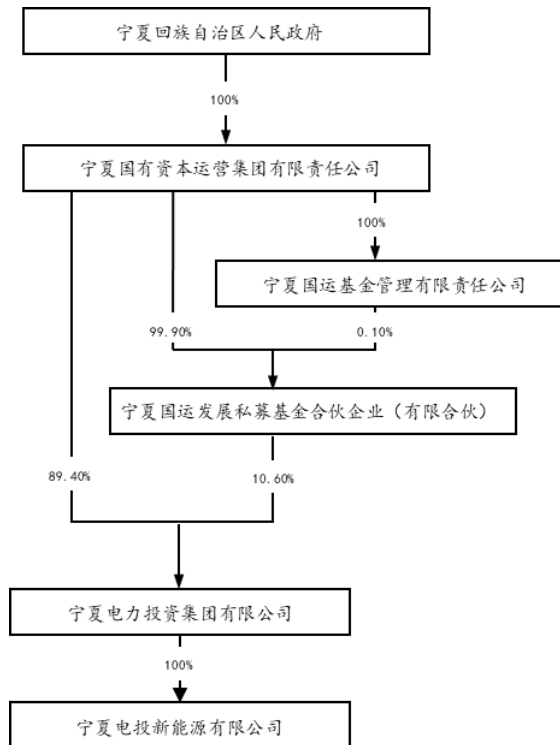 宁夏回族自治区人民政府
100%
宁夏国有资本运营集团有限责任公司
100%
宁夏国运基金管理有限责任公司
99.90%
0.10%
宁夏国运发展私募基金合伙企业（有限合伙）
89.40%
10.60%
宁夏电力投资集团有限公司
100%
宁夏电投新能源有限公司